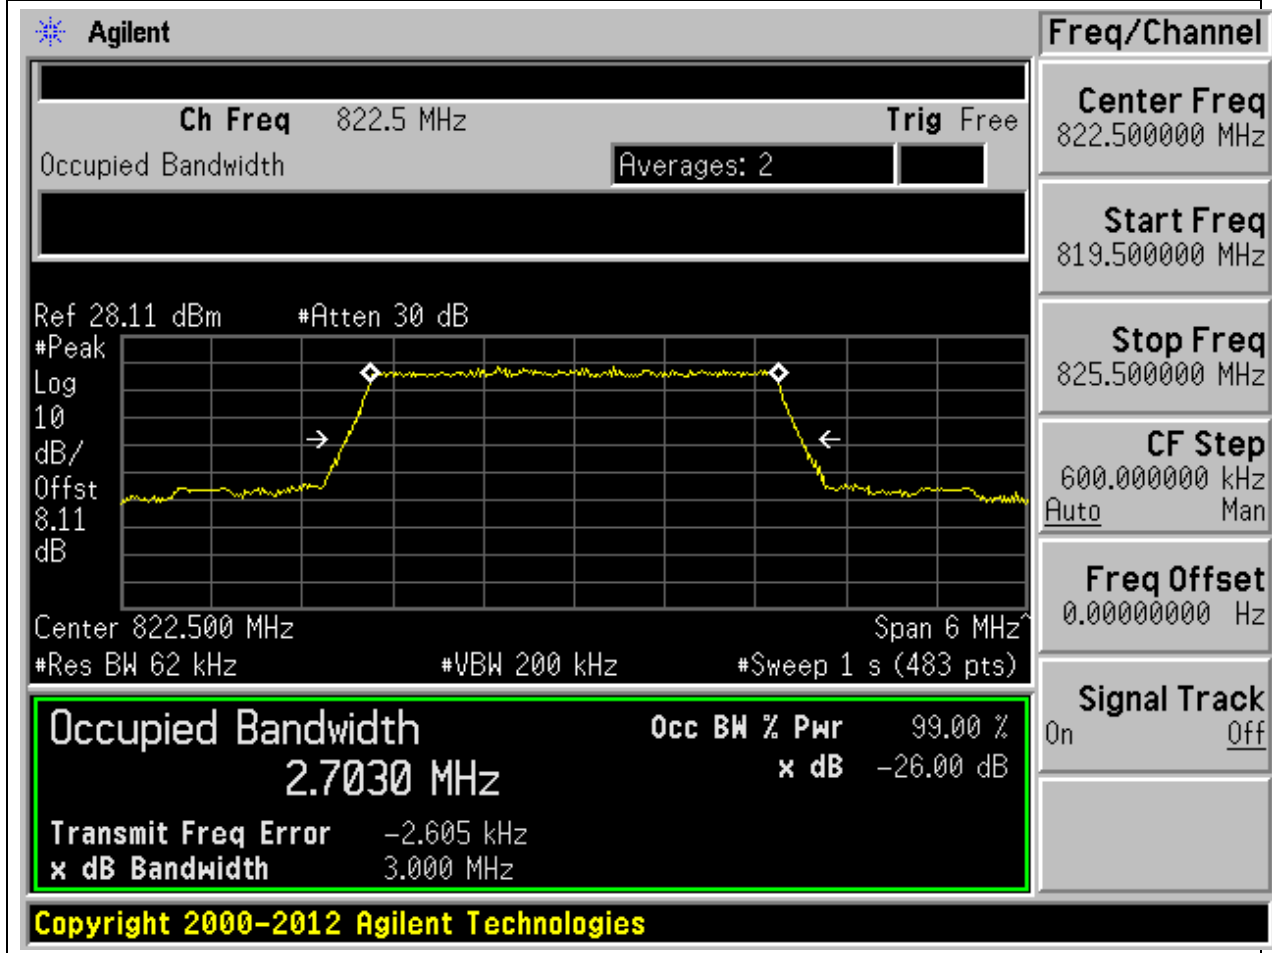 Agilent
Freq/Channel
Ch Freq 822.5 MHz Trig Free
Occupied Bandwidth Averages: 2
Center Freq
822.500000 MHz
Start Freq
819.500000 MHz
Stop Freq
825.500000 MHz
CF Step
600.000000 kHz
Auto Man
Freq Offset
0.00000000 Hz
Signal Track
On Off
Ref 28.11 dBm #Atten 30 dB
#Peak
Log
10
dB/
Offst
8.11
dB
Center 822.500 MHz Span 6 MHz^
#Res BW 62 kHz #VBW 200 kHz #Sweep 1 s (483 pts)
Occupied Bandwidth Occ BW % Pwr 99.00 %
2.7030 MHz x dB -26.00 dB
Transmit Freq Error -2.605 kHz
x dB Bandwidth 3.000 MHz
Copyright 2000-2012 Agilent Technologies